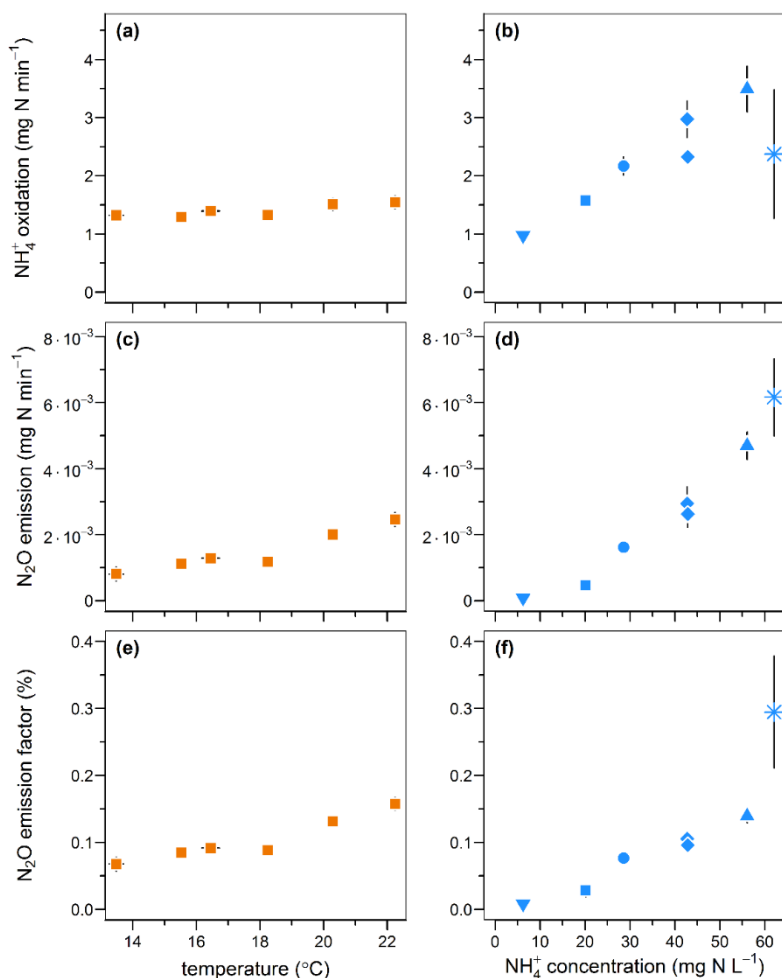 (a)
NH₄⁺ oxidation (mg N min⁻¹)
4
3
2
1
0
(b)
4
3
2
1
0
(c)
N₂O emission (mg N min⁻¹)
8·10⁻³
6·10⁻³
4·10⁻³
2·10⁻³
0
(d)
8·10⁻³
6·10⁻³
4·10⁻³
2·10⁻³
0
(e)
N₂O emission factor (%)
0.4
0.3
0.2
0.1
0.0
14 16 18 20 22
temperature (°C)
(f)
0.4
0.3
0.2
0.1
0.0
0 10 20 30 40 50 60
NH₄⁺ concentration (mg N L⁻¹)